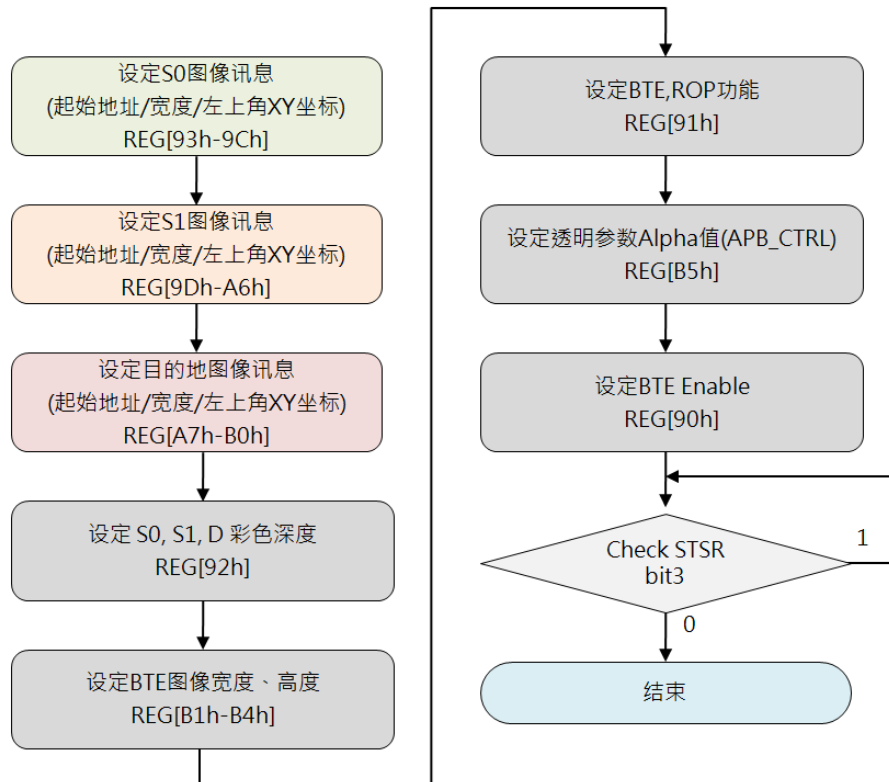 设定S0图像讯息
(起始地址/宽度/左上角XY坐标)
REG[93h-9Ch]
设定S1图像讯息
(起始地址/宽度/左上角XY坐标)
REG[9Dh-A6h]
设定目的地图像讯息
(起始地址/宽度/左上角XY坐标)
REG[A7h-B0h]
设定 S0, S1, D 彩色深度
REG[92h]
设定BTE图像宽度、高度
REG[B1h-B4h]
设定BTE,ROP功能
REG[91h]
设定透明参数Alpha值(APB_CTRL)
REG[B5h]
设定BTE Enable
REG[90h]
Check STSR
bit3
1
0
结束